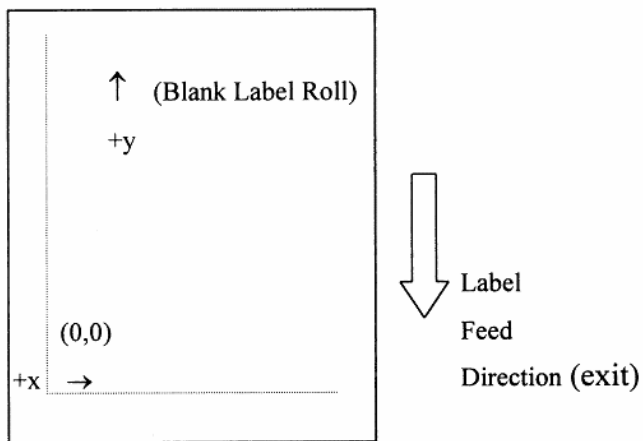 ↑ (Blank Label Roll)
+y
Label
(0,0)
Feed
+x →
Direction (exit)